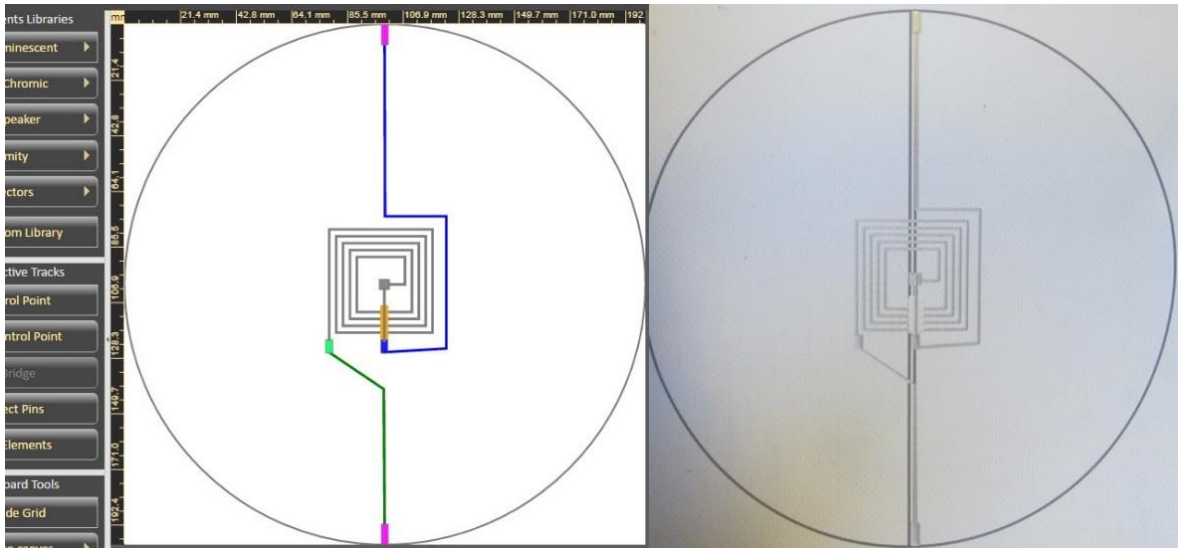 mm 21.4 mm 42.8 mm 64.1 mm 85.5 mm 106.9 mm 128.3 mm 149.7 mm 171.0 mm 192.
ents Libraries
minescent
Chromic
peaker
mity
ectors
om Library
ctive Tracks
rol Point
ntrol Point
Bridge
ect Pins
Elements
oard Tools
de Grid
21.4
42.8
64.1
85.5
106.9
128.3
149.7
171.0
192.4